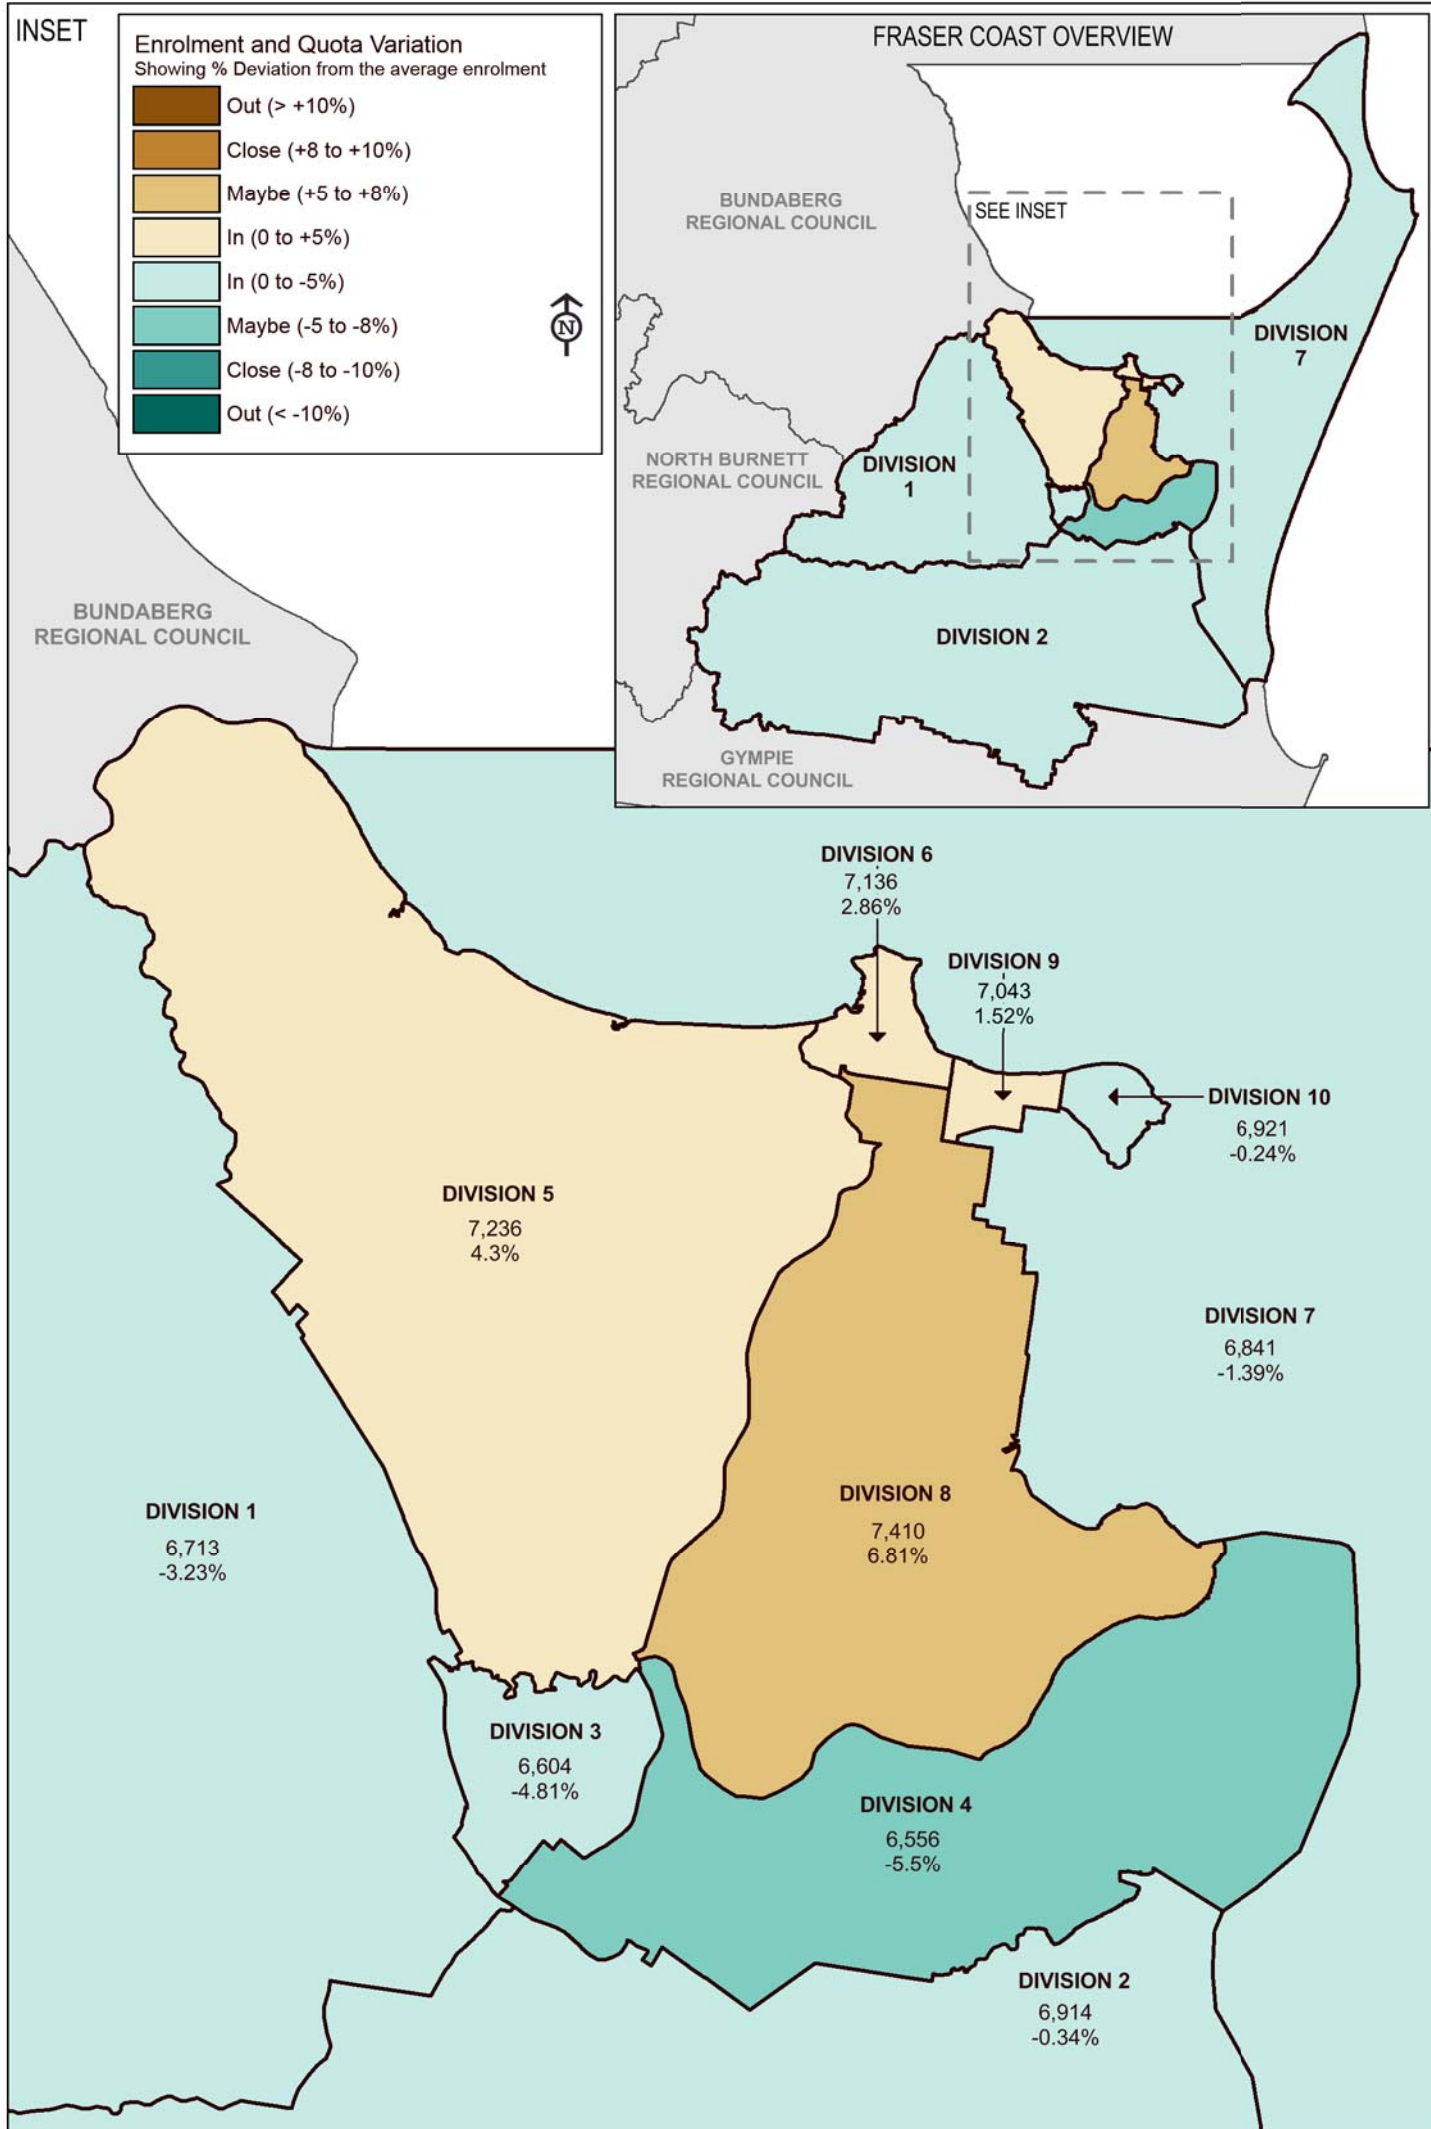 INSET
Enrolment and Quota Variation
Showing % Deviation from the average enrolment
Out (> +10%)
Close (+8 to +10%)
Maybe (+5 to +8%)
In (0 to +5%)
In (0 to -5%)
Maybe (-5 to -8%)
Close (-8 to -10%)
Out (< -10%)
N
FRASER COAST OVERVIEW
BUNDABERG
REGIONAL COUNCIL
SEE INSET
DIVISION
7
NORTH BURNETT
REGIONAL COUNCIL
DIVISION
1
DIVISION 2
GYMPIE
REGIONAL COUNCIL
BUNDABERG
REGIONAL COUNCIL
DIVISION 6
7,136
2.86%
DIVISION 9
7,043
1.52%
DIVISION 10
6,921
-0.24%
DIVISION 5
7,236
4.3%
DIVISION 7
6,841
-1.39%
DIVISION 8
7,410
6.81%
DIVISION 1
6,713
-3.23%
DIVISION 3
6,604
-4.81%
DIVISION 4
6,556
-5.5%
DIVISION 2
6,914
-0.34%